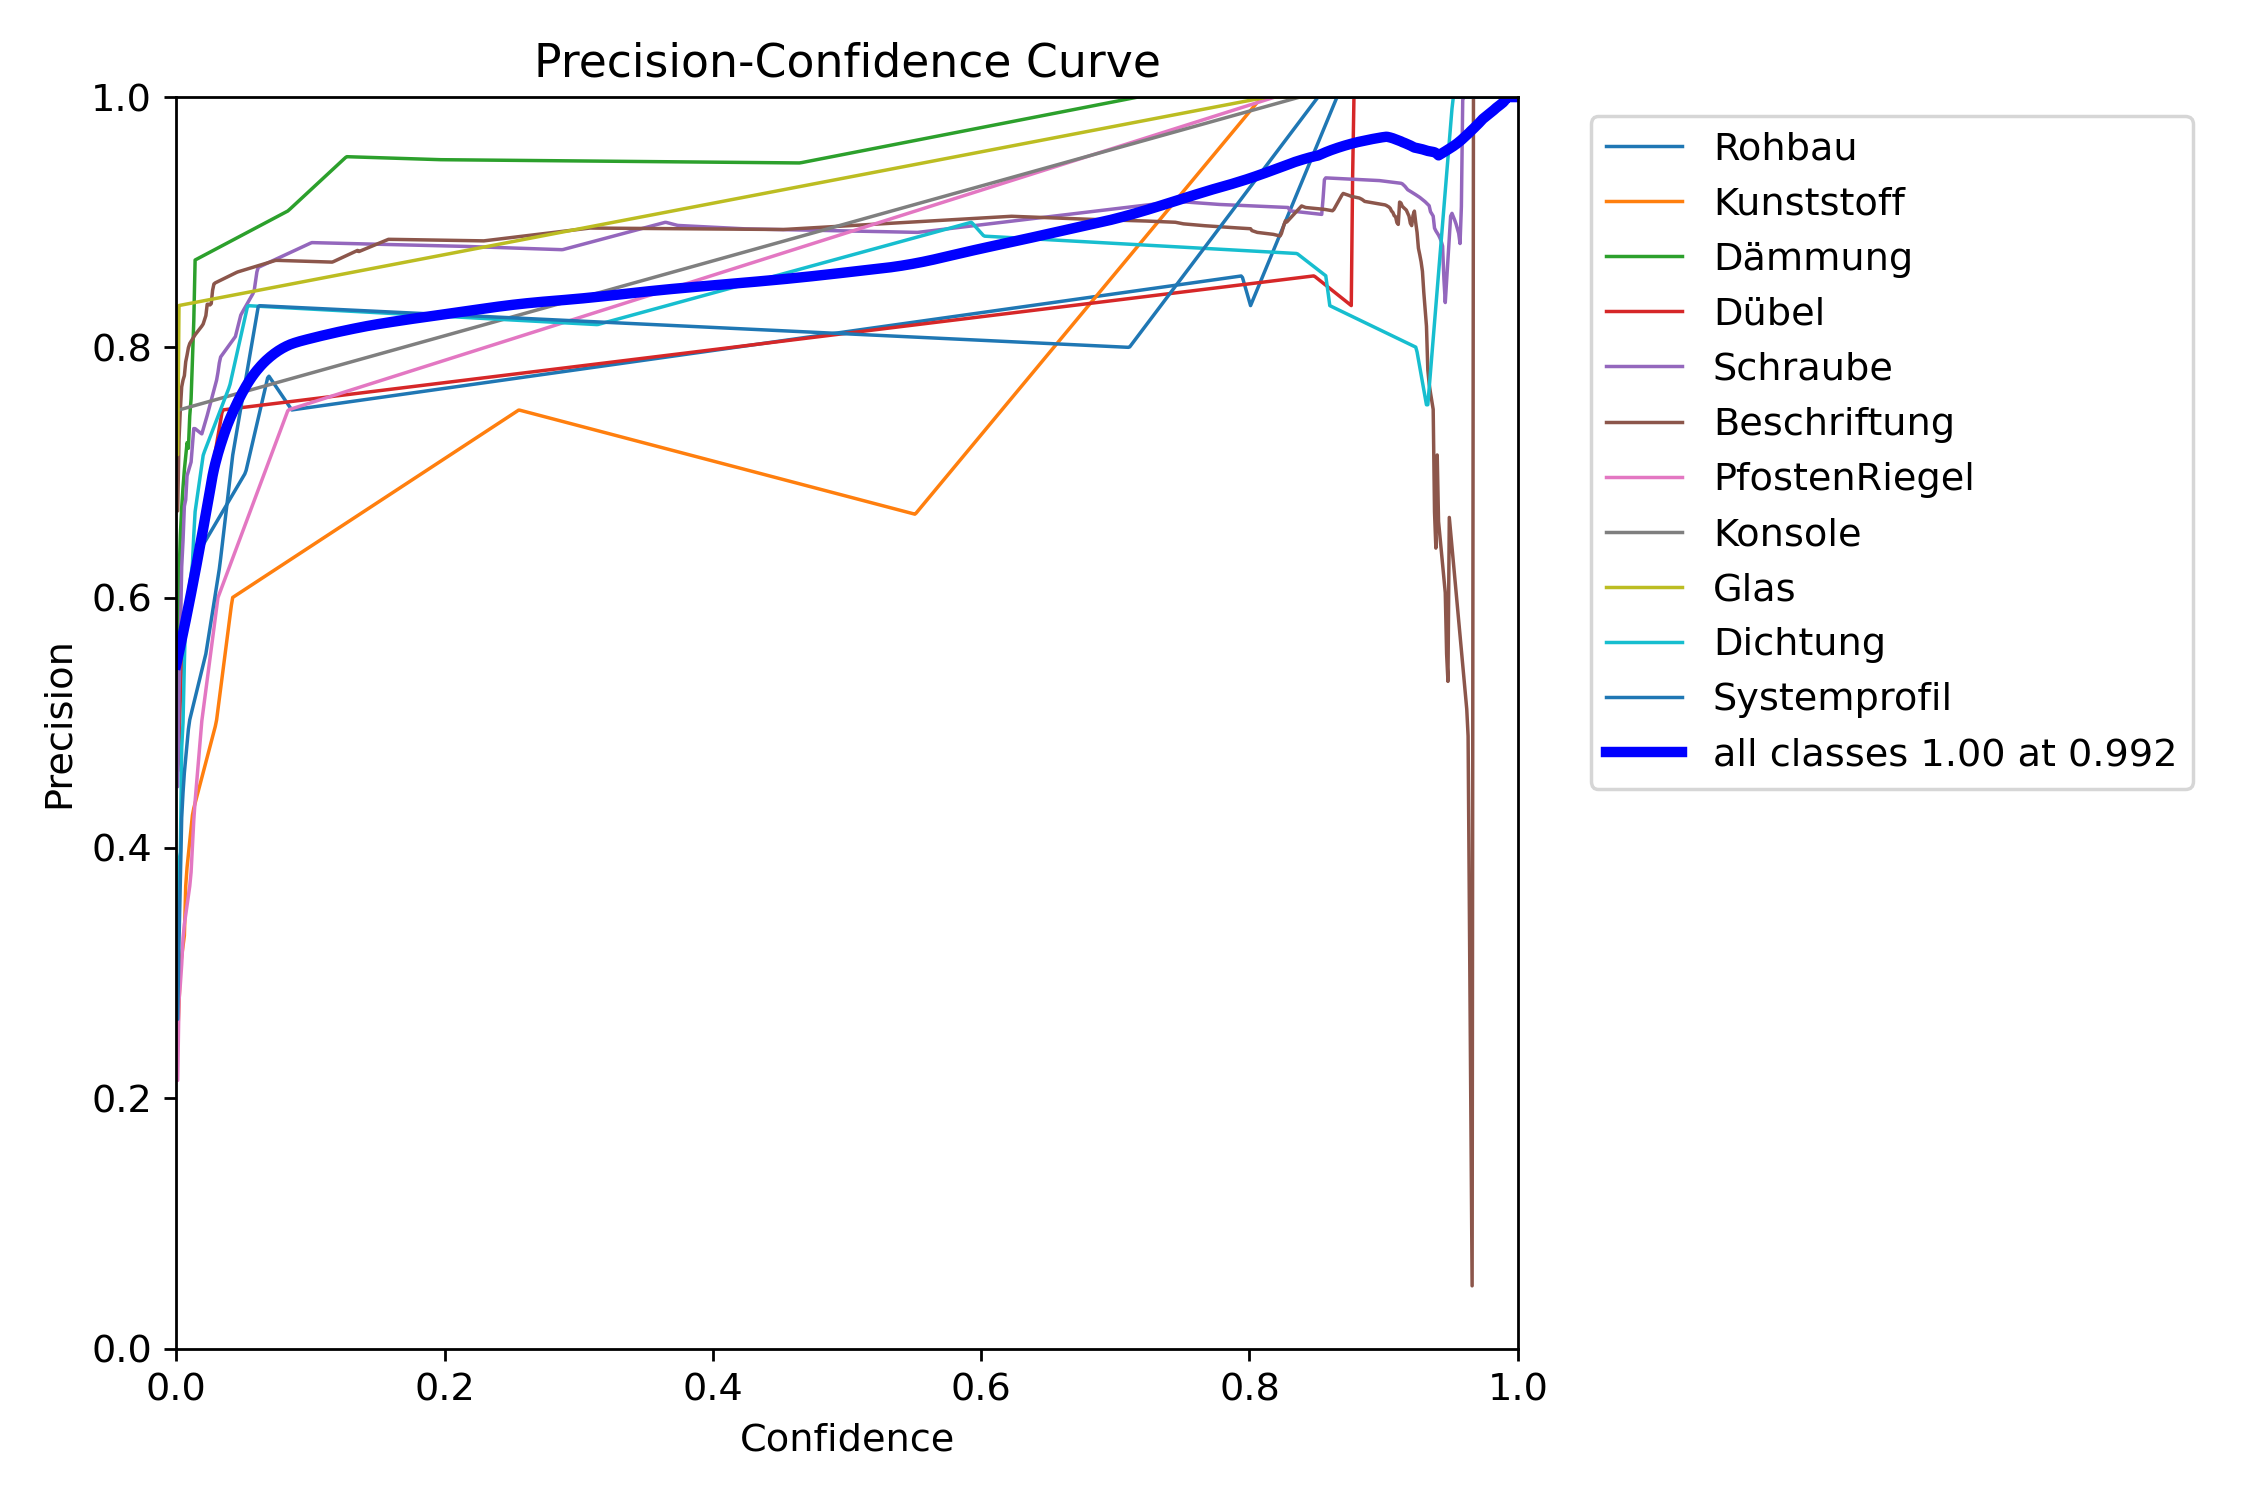 Precision-Confidence Curve
1.0
0.8
0.6
0.4
0.2
0.0
Precision
0.0 0.2 0.4 0.6 0.8 1.0
Confidence
Rohbau
Kunststoff
Dämmung
Dübel
Schraube
Beschriftung
PfostenRiegel
Konsole
Glas
Dichtung
Systemprofil
all classes 1.00 at 0.992